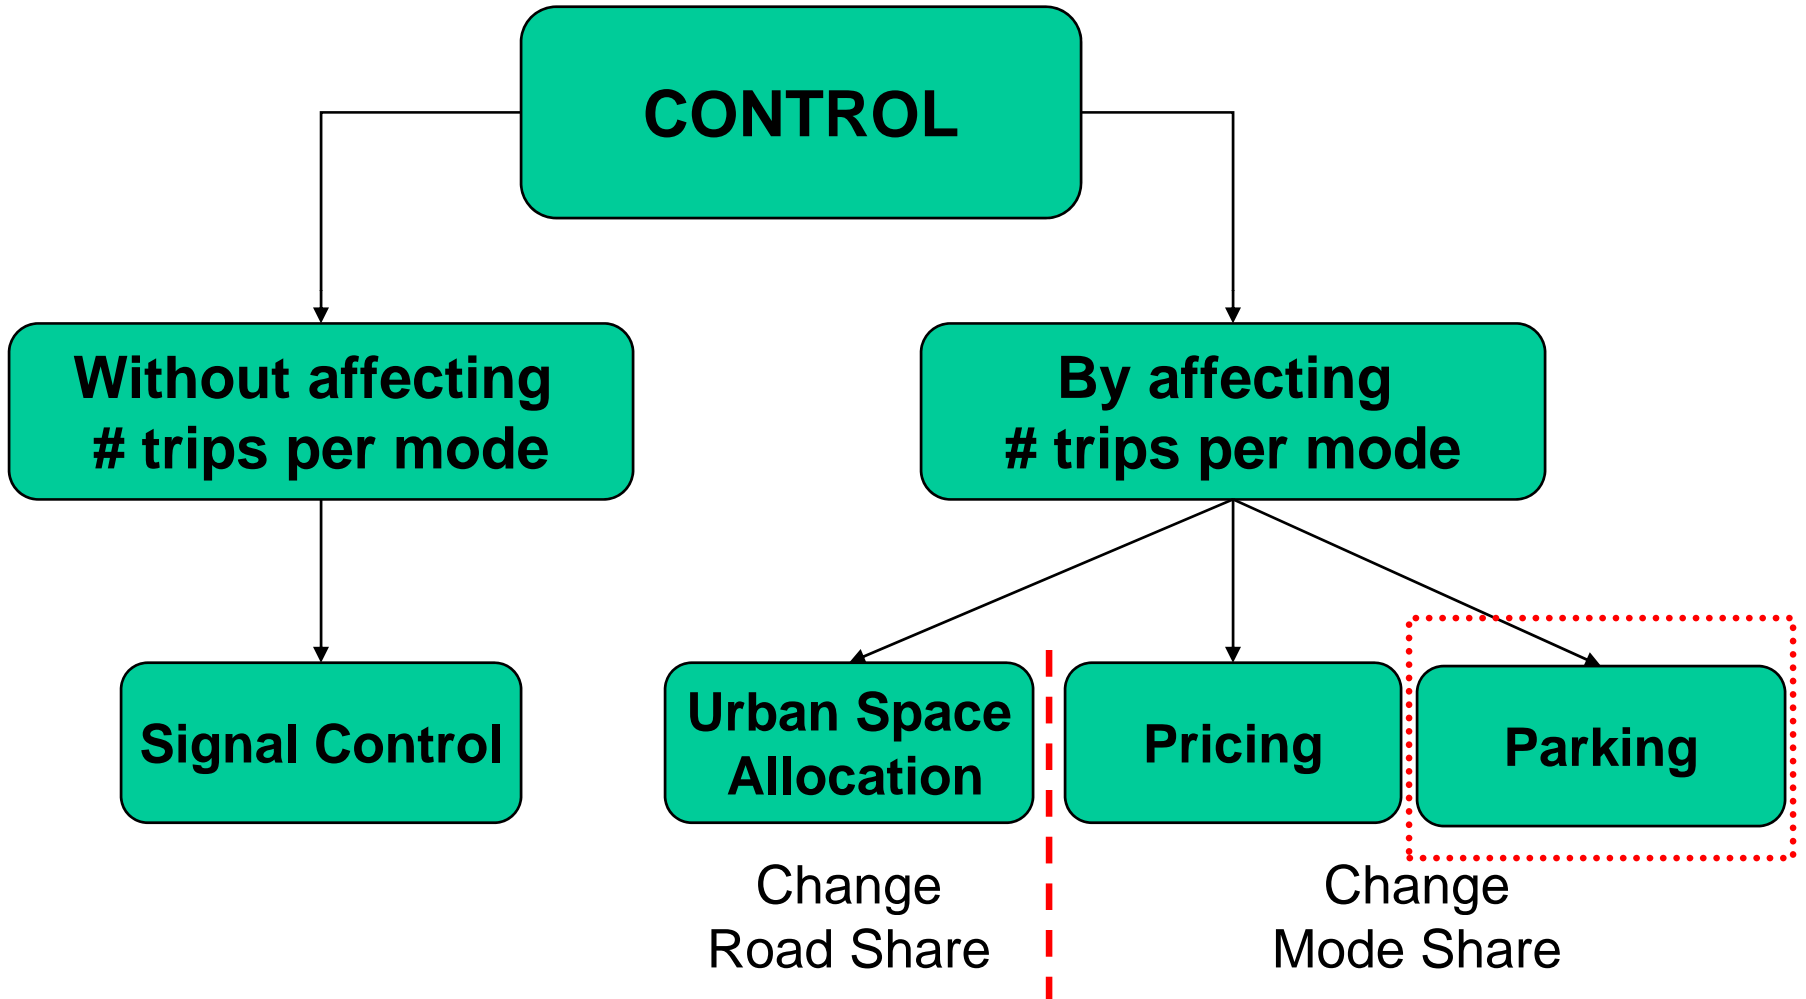 CONTROL
Without affecting
# trips per mode
By affecting
# trips per mode
Signal Control
Urban Space
Allocation
Pricing
Parking
Change
Road Share
Change
Mode Share